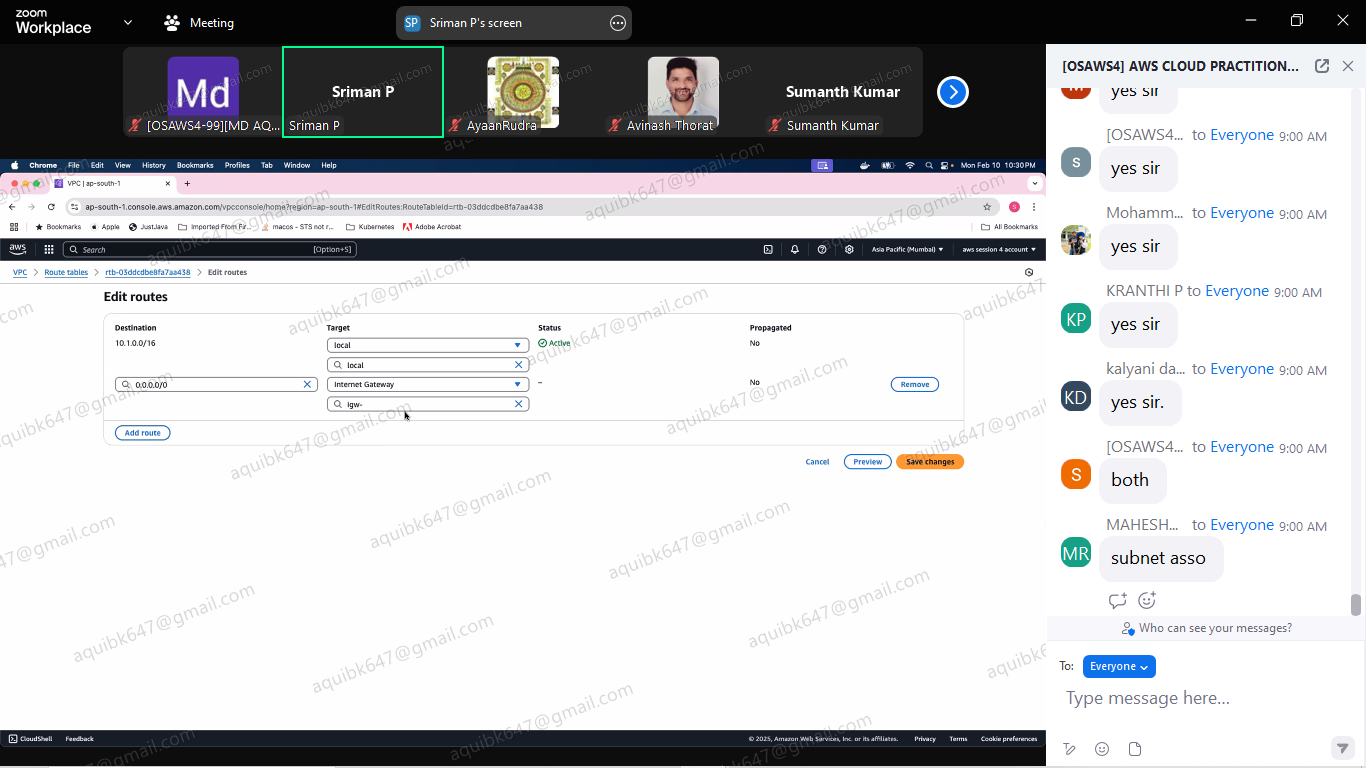 zoom
Workplace
Meeting
SP
Sriman P's screen
Md
[OSAWS4-99][MD AQ...
Sriman P
Sriman P
AyaanRudra
Avinash Thorat
Sumanth Kumar
Sumanth Kumar
Chrome File Edit View History Bookmarks Profiles Tab Window Help
Mon Feb 10 10:30PM
VPC | ap-south-1
ap-south-1.console.aws.amazon.com/vpcconsole/home?region=ap-south-1#EditRoutes:RouteTableId=rtb-03ddcdbe8fa7aa438
S
Bookmarks Apple JustJava Imported From Fir... macos - STS not r... Kubernetes Adobe Acrobat
All Bookmarks
aws
Search
[Option+S]
Asia Pacific (Mumbai)
aws session 4 account
VPC > Route tables > rtb-03ddcdbe8fa7aa438 > Edit routes
Edit routes
Destination Target Status Propagated
10.1.0.0/16 local Active No
local
0.0.0.0/0 Internet Gateway – No Remove
igw-
Add route
Cancel Preview Save changes
CloudShell Feedback
© 2025, Amazon Web Services, Inc. or its affiliates. Privacy Terms Cookie preferences
aquibk647@gmail.com
[OSAWS4] AWS CLOUD PRACTITION...
yes sir
[OSAWS4... to Everyone 9:00 AM
S
yes sir
Mohamm... to Everyone 9:00 AM
yes sir
KRANTHI P to Everyone 9:00 AM
KP
yes sir
kalyani da... to Everyone 9:00 AM
KD
yes sir.
[OSAWS4... to Everyone 9:00 AM
S
both
MAHESH... to Everyone 9:00 AM
MR
subnet asso
Who can see your messages?
To: Everyone
Type message here...